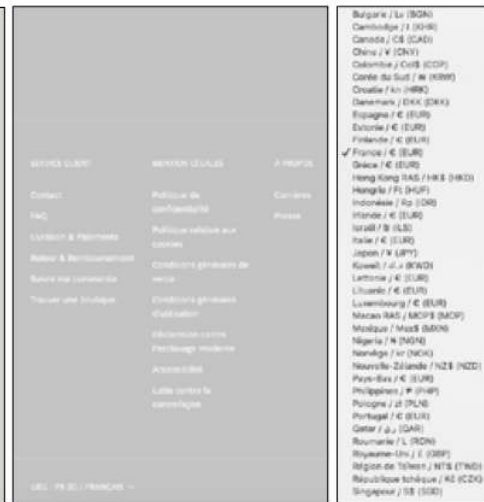 SERVICE CLIENT
Contact
FAQ
Livraison & Paiements
Retour & Remboursement
Suivre ma commande
Trouver une boutique
MENTION LÉGALES
Politique de
confidentialité
Politique relative aux
cookies
Conditions générales de
vente
Conditions générales
d'utilisation
Déclaration contre
l'esclavage moderne
Accessibilité
Lutte contre la
contrefaçon
À PROPOS
Carrières
Presse
FRANÇAIS
Bulgarie / Lv (BGN)
Cambodge / ៛ (KHR)
Canada / C$ (CAD)
Chine / ¥ (CNY)
Colombie / Col$ (COP)
Corée du Sud / ₩ (KRW)
Croatie / kn (HRK)
Danemark / DKK (DKK)
Espagne / € (EUR)
Estonie / € (EUR)
Finlande / € (EUR)
✓ France / € (EUR)
Grèce / € (EUR)
Hong Kong RAS / HK$ (HKD)
Hongrie / Ft (HUF)
Indonésie / Rp (IDR)
Irlande / € (EUR)
Israël / (ILS)
Italie / € (EUR)
Japon / ¥ (JPY)
Koweït / د.ك (KWD)
Lettonie / € (EUR)
Lituanie / € (EUR)
Luxembourg / € (EUR)
Macao RAS / MOP$ (MOP)
Mexique / Mex$ (MXN)
Nigeria / ₦ (NGN)
Norvège / kr (NOK)
Nouvelle-Zélande / NZ$ (NZD)
Pays-Bas / € (EUR)
Philippines / ₱ (PHP)
Pologne / zł (PLN)
Portugal / € (EUR)
Qatar / ر.ق (QAR)
Roumanie / L (RON)
Royaume-Uni / £ (GBP)
Région de Taiwan / NT$ (TWD)
République tchèque / Kč (CZK)
Singapour / S$ (SGD)